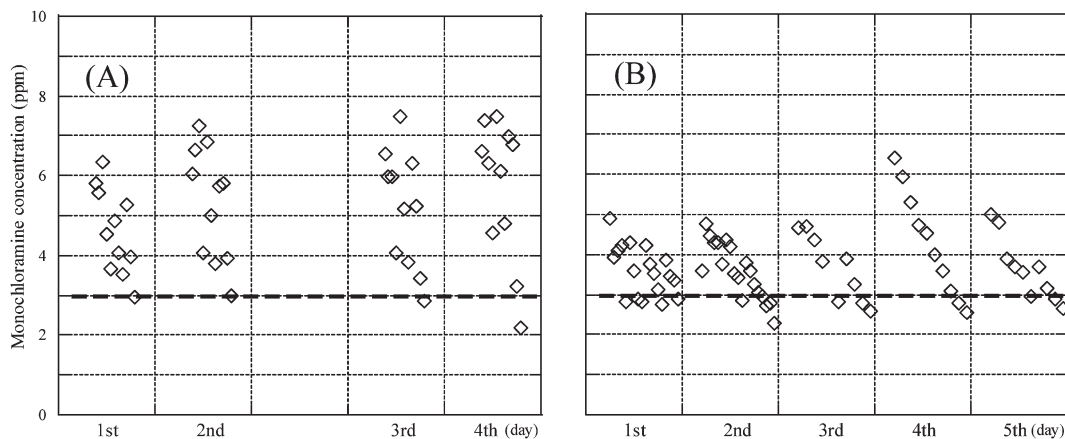 Monochloramine concentration (ppm)
10
8
6
4
2
0
(A)
1st 2nd 3rd 4th (day)
(B)
1st 2nd 3rd 4th 5th (day)